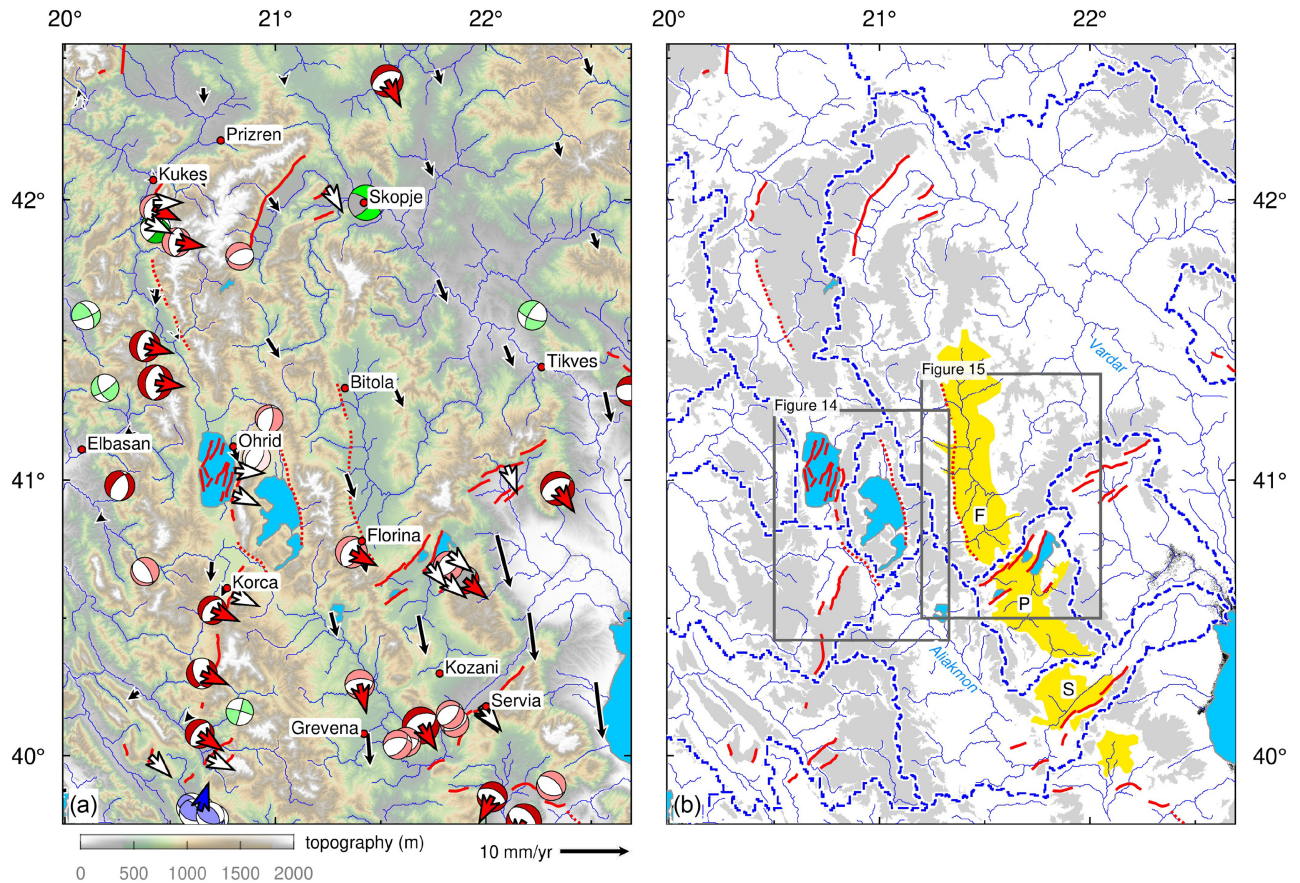 20° 21° 22° 20° 21° 22°
Prizren
Kukes
42° Skopje 42°
Tikves
Vardar
Figure 15
Bitola
Figure 14
Elbasan Ohrid
41° 41°
F
Florina
Korca
P
Kozani
Aliakmon
Servia
S
Grevena
40° 40°
(a) (b)
topography (m) 10 mm/yr
0 500 1000 1500 2000